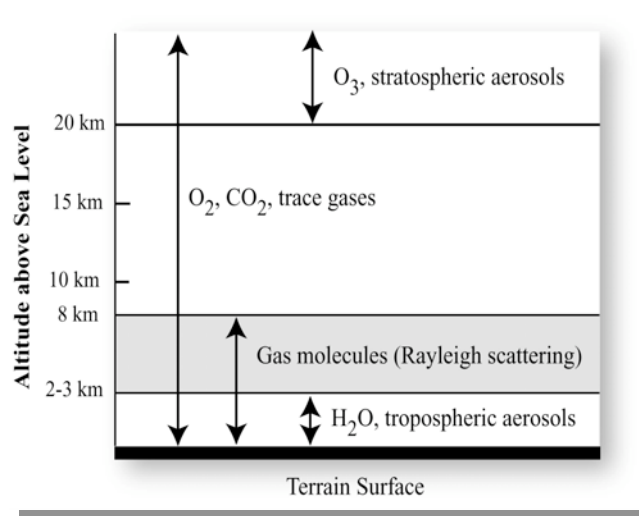 O₃, stratospheric aerosols
20 km
15 km
O₂, CO₂, trace gases
10 km
8 km
Gas molecules (Rayleigh scattering)
2-3 km
H₂O, tropospheric aerosols
Altitude above Sea Level
Terrain Surface